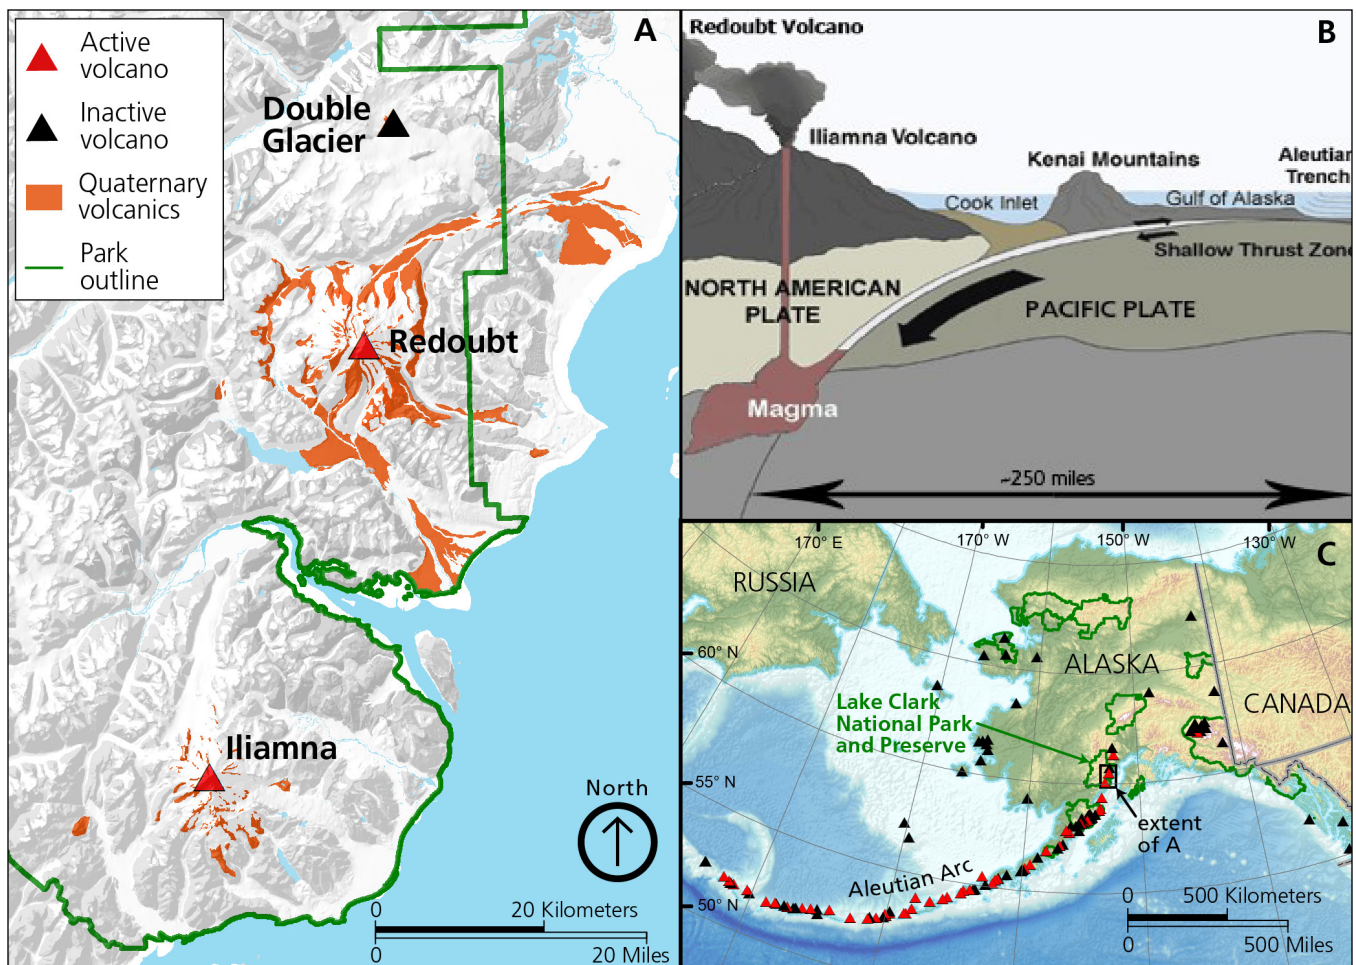 A
Active
volcano
Inactive
volcano
Quaternary
volcanics
Park
outline
Double
Glacier
Redoubt
Iliamna
North
0 20 Kilometers
0 20 Miles
B
Redoubt Volcano
Iliamna Volcano
Kenai Mountains
Aleutian
Trench
Cook Inlet
Gulf of Alaska
Shallow Thrust Zone
NORTH AMERICAN
PLATE
PACIFIC PLATE
Magma
~250 miles
C
170° E
170° W
150° W
130° W
RUSSIA
60° N
ALASKA
CANADA
Lake Clark
National Park
and Preserve
55° N
extent
of A
Aleutian Arc
50° N
0 500 Kilometers
0 500 Miles